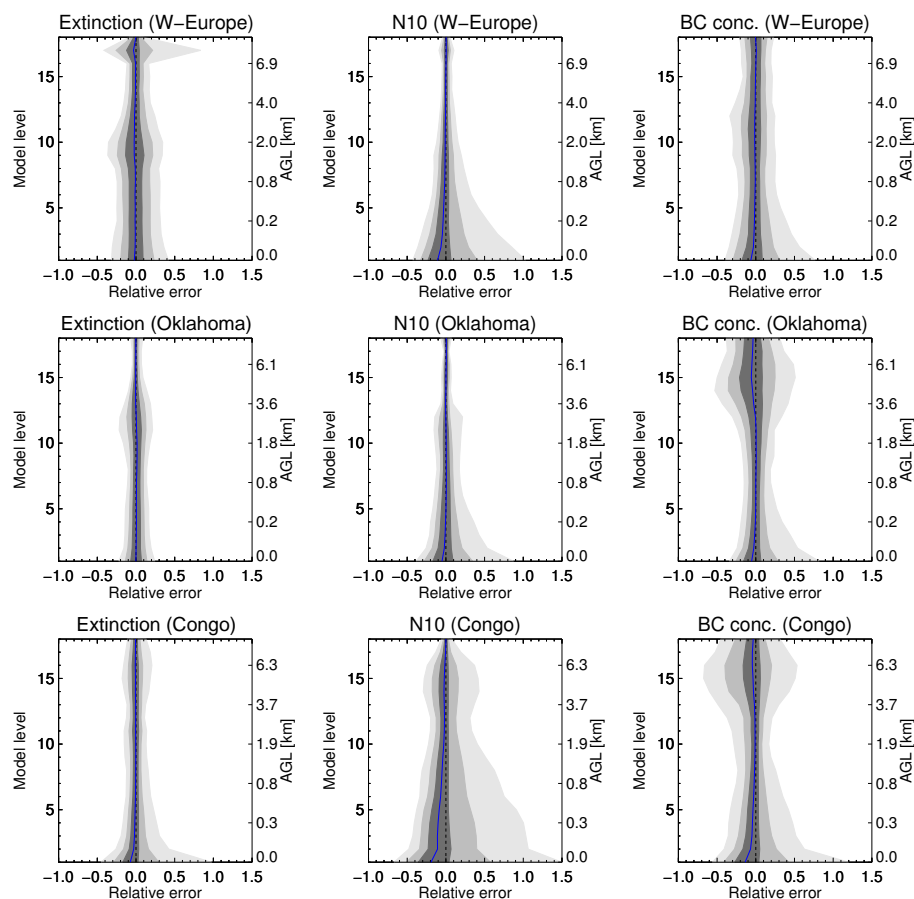 Extinction (W−Europe) N10 (W−Europe) BC conc. (W−Europe)
15 6.9 15 6.9 15 6.9
4.0 4.0 4.0
10 2.0 10 2.0 10 2.0
Model level AGL [km] Model level AGL [km] Model level AGL [km]
0.8 0.8 0.8
5 5 5
0.2 0.2 0.2
0.0 0.0 0.0
−1.0 −0.5 0.0 0.5 1.0 1.5 −1.0 −0.5 0.0 0.5 1.0 1.5 −1.0 −0.5 0.0 0.5 1.0 1.5
Relative error Relative error Relative error
Extinction (Oklahoma) N10 (Oklahoma) BC conc. (Oklahoma)
15 6.1 15 6.1 15 6.1
3.6 3.6 3.6
10 1.8 10 1.8 10 1.8
Model level AGL [km] Model level AGL [km] Model level AGL [km]
0.8 0.8 0.8
5 5 5
0.2 0.2 0.2
0.0 0.0 0.0
−1.0 −0.5 0.0 0.5 1.0 1.5 −1.0 −0.5 0.0 0.5 1.0 1.5 −1.0 −0.5 0.0 0.5 1.0 1.5
Relative error Relative error Relative error
Extinction (Congo) N10 (Congo) BC conc. (Congo)
15 6.3 15 6.3 15 6.3
3.7 3.7 3.7
10 1.9 10 1.9 10 1.9
Model level AGL [km] Model level AGL [km] Model level AGL [km]
0.8 0.8 0.8
5 5 5
0.3 0.3 0.3
0.0 0.0 0.0
−1.0 −0.5 0.0 0.5 1.0 1.5 −1.0 −0.5 0.0 0.5 1.0 1.5 −1.0 −0.5 0.0 0.5 1.0 1.5
Relative error Relative error Relative error